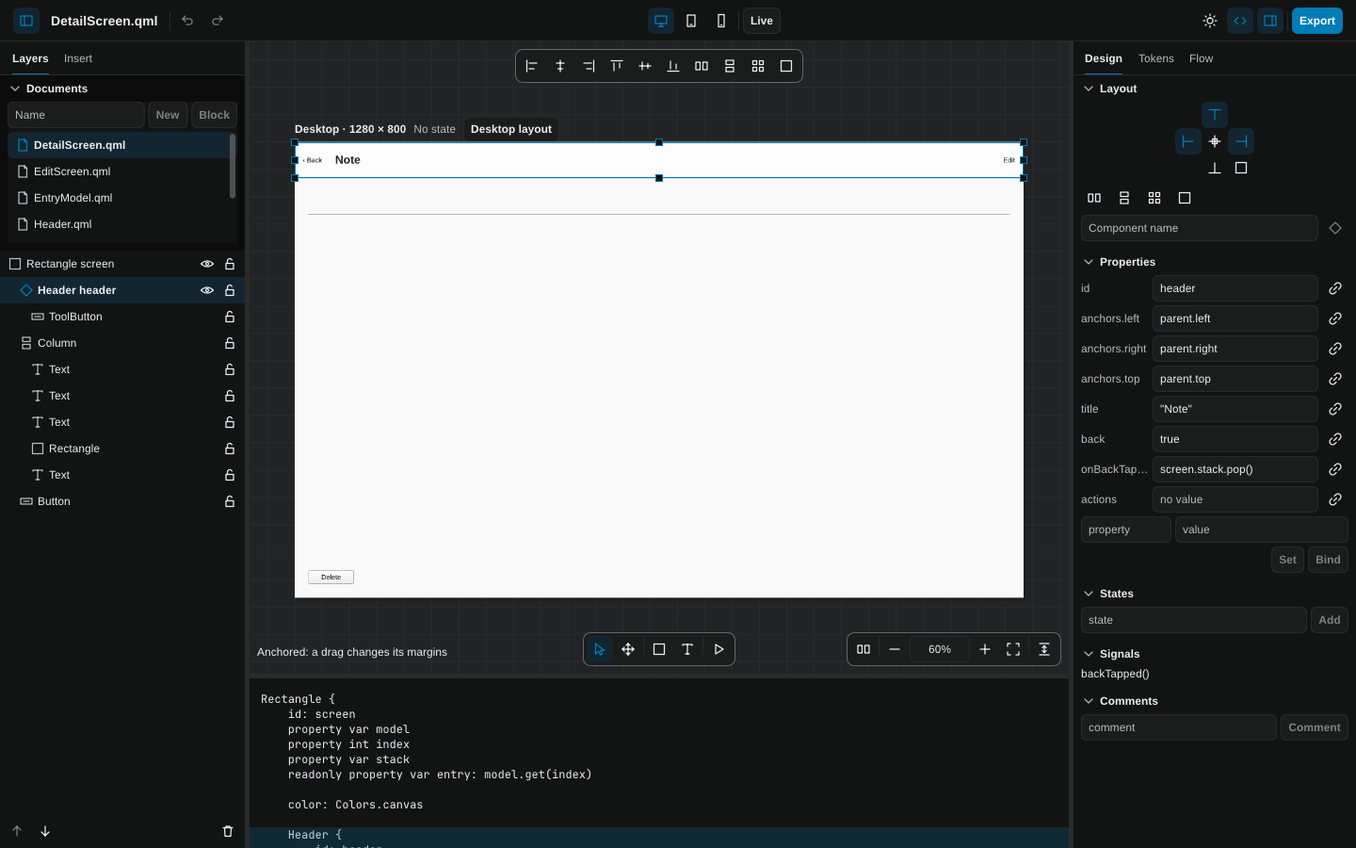 DetailScreen.qml
Live
Export
Layers
Insert
Documents
Name
New
Block
DetailScreen.qml
EditScreen.qml
EntryModel.qml
Header.qml
Rectangle screen
Header header
ToolButton
Column
Text
Text
Text
Rectangle
Text
Button
Desktop · 1280 × 800
No state
Desktop layout
‹ Back
Note
Edit
Delete
Anchored: a drag changes its margins
60%
Rectangle {
id: screen
property var model
property int index
property var stack
readonly property var entry: model.get(index)
color: Colors.canvas
Header {
id: header
Design
Tokens
Flow
Layout
Component name
Properties
id
header
anchors.left
parent.left
anchors.right
parent.right
anchors.top
parent.top
title
"Note"
back
true
onBackTap…
screen.stack.pop()
actions
no value
property
value
Set
Bind
States
state
Add
Signals
backTapped()
Comments
comment
Comment